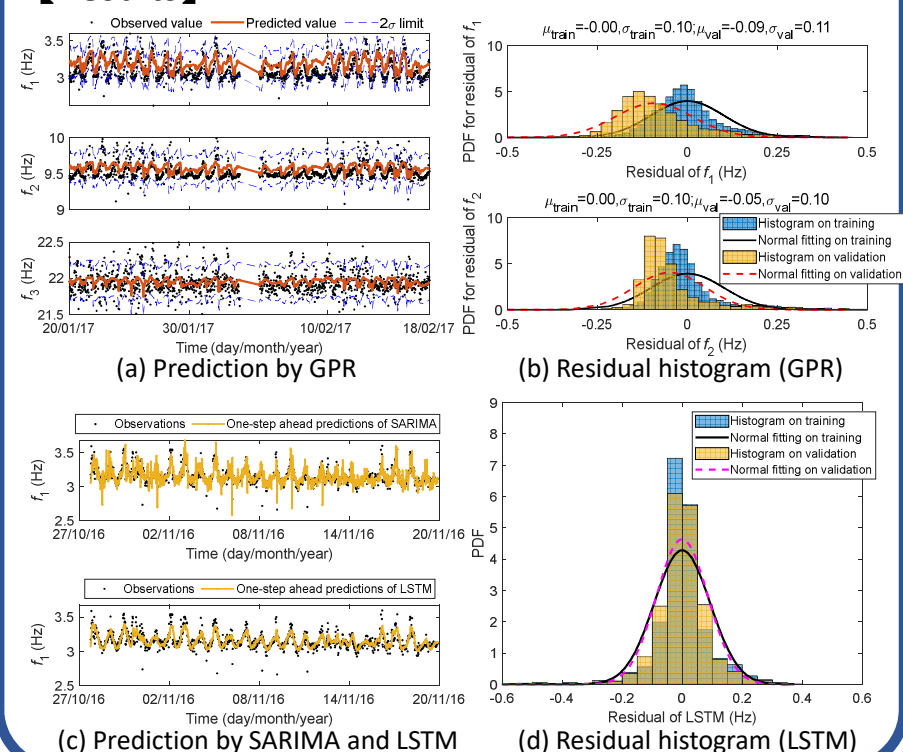 【Results】
Observed value Predicted value 2σ limit
3.5
3
f1 (Hz)
10
9.5
9
f2 (Hz)
22.5
22
21.5
f3 (Hz)
20/01/17 30/01/17 10/02/17 18/02/17
Time (day/month/year)
(a) Prediction by GPR
μtrain=-0.00,σtrain=0.10;μval=-0.09,σval=0.11
PDF for residual of f1
10
5
0
-0.5 -0.25 0 0.25 0.5
Residual of f1 (Hz)
μtrain=0.00,σtrain=0.10;μval=-0.05,σval=0.10
PDF for residual of f2
10
5
0
Histogram on training
Normal fitting on training
Histogram on validation
Normal fitting on validation
-0.5 -0.25 0 0.25 0.5
Residual of f2 (Hz)
(b) Residual histogram (GPR)
Observations One-step ahead predictions of SARIMA
3.5
3
2.5
f1 (Hz)
27/10/16 02/11/16 08/11/16 14/11/16 20/11/16
Time (day/month/year)
Observations One-step ahead predictions of LSTM
3.5
3
2.5
f1 (Hz)
27/10/16 02/11/16 08/11/16 14/11/16 20/11/16
Time (day/month/year)
(c) Prediction by SARIMA and LSTM
9
8
7
6
5
4
3
2
1
0
PDF
Histogram on training
Normal fitting on training
Histogram on validation
Normal fitting on validation
-0.6 -0.4 -0.2 0 0.2 0.4 0.6
Residual of LSTM (Hz)
(d) Residual histogram (LSTM)